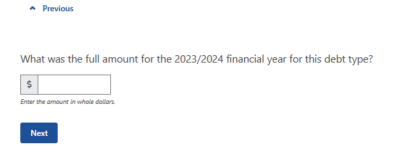 Previous
What was the full amount for the 2023/2024 financial year for this debt type?
$
Enter the amount in whole dollars.
Next